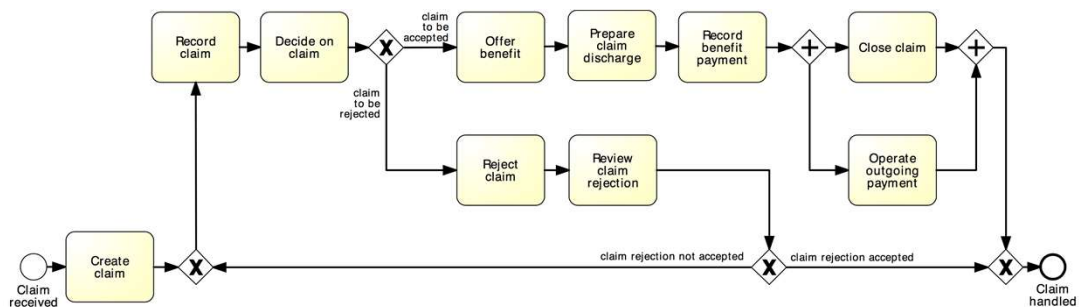 Record
claim
Decide on
claim
claim
to be
accepted
Offer
benefit
Prepare
claim
discharge
Record
benefit
payment
Close claim
claim
to be
rejected
Reject
claim
Review
claim
rejection
Operate
outgoing
payment
Claim
received
Create
claim
claim rejection not accepted
claim rejection accepted
Claim
handled